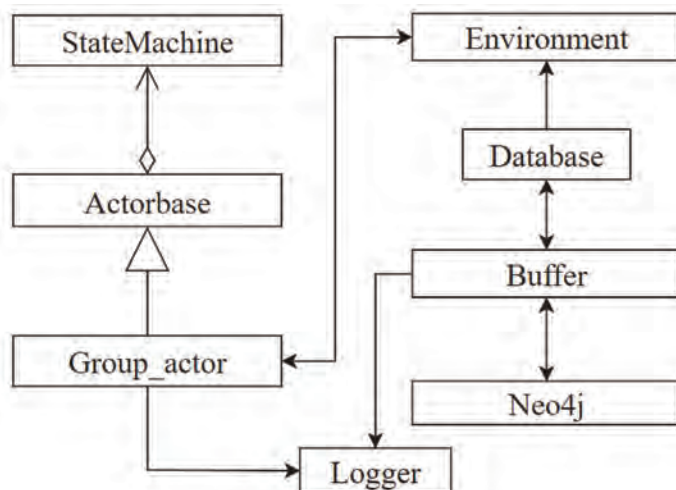 StateMachine
Environment
Database
Actorbase
Buffer
Group_actor
Neo4j
Logger